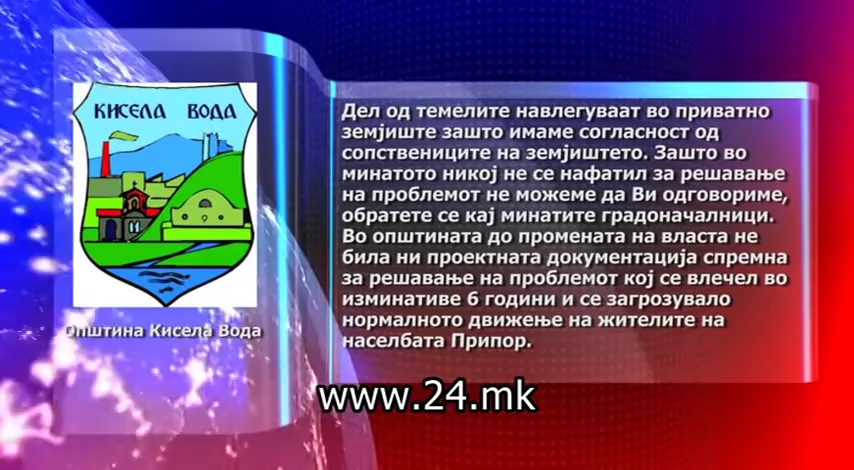 КИСЕЛА ВОДА
Општина Кисела Вода
Дел од темелите навлегуваат во приватно
земјиште зашто имаме согласност од
сопствениците на земјиштето. Зашто во
минатото никој не се нафатил за решавање
на проблемот не можеме да Ви одговориме,
обратете се кај минатите градоначалници.
Во општината до промената на власта не
била ни проектната документација спремна
за решавање на проблемот кој се влечел во
изминативе 6 години и се загрозувало
нормалното движење на жителите на
населбата Припор.
www.24.mk